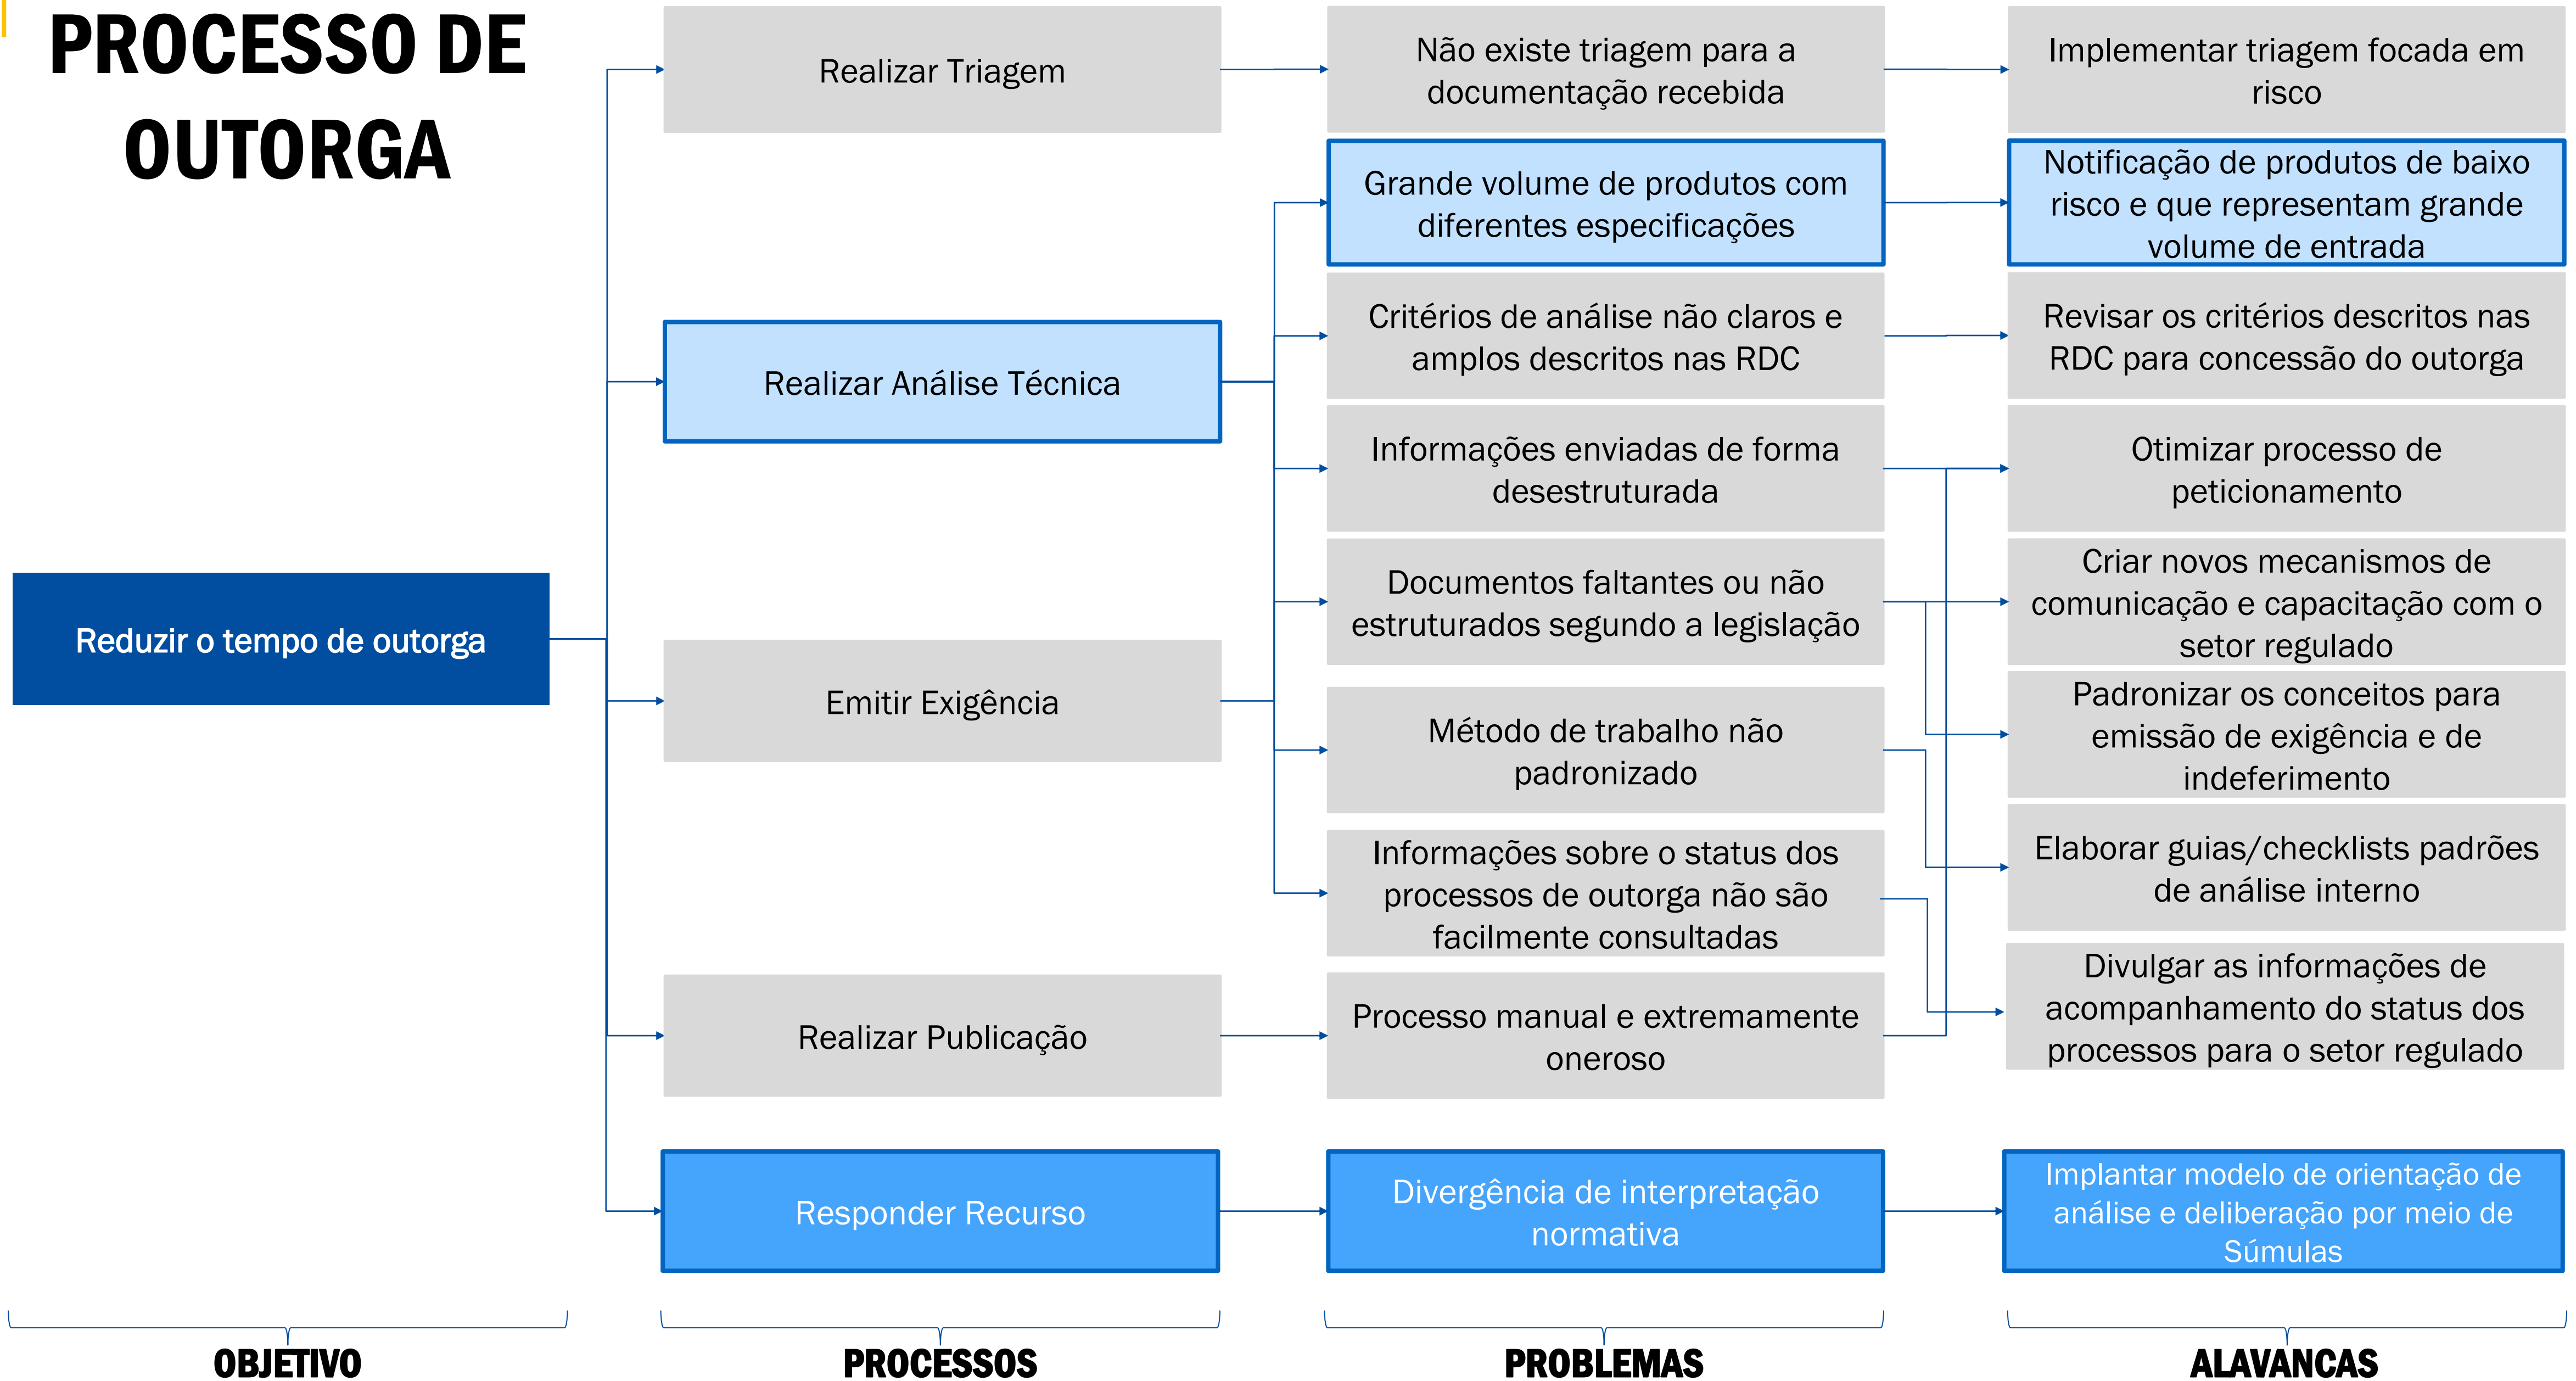 PROCESSO DE
OUTORGA
Reduzir o tempo de outorga
Realizar Triagem
Realizar Análise Técnica
Emitir Exigência
Realizar Publicação
Responder Recurso
Não existe triagem para a
documentação recebida
Grande volume de produtos com
diferentes especificações
Critérios de análise não claros e
amplos descritos nas RDC
Informações enviadas de forma
desestruturada
Documentos faltantes ou não
estruturados segundo a legislação
Método de trabalho não
padronizado
Informações sobre o status dos
processos de outorga não são
facilmente consultadas
Processo manual e extremamente
oneroso
Divergência de interpretação
normativa
Implementar triagem focada em
risco
Notificação de produtos de baixo
risco e que representam grande
volume de entrada
Revisar os critérios descritos nas
RDC para concessão do outorga
Otimizar processo de
peticionamento
Criar novos mecanismos de
comunicação e capacitação com o
setor regulado
Padronizar os conceitos para
emissão de exigência e de
indeferimento
Elaborar guias/checklists padrões
de análise interno
Divulgar as informações de
acompanhamento do status dos
processos para o setor regulado
Implantar modelo de orientação de
análise e deliberação por meio de
Súmulas
OBJETIVO
PROCESSOS
PROBLEMAS
ALAVANCAS